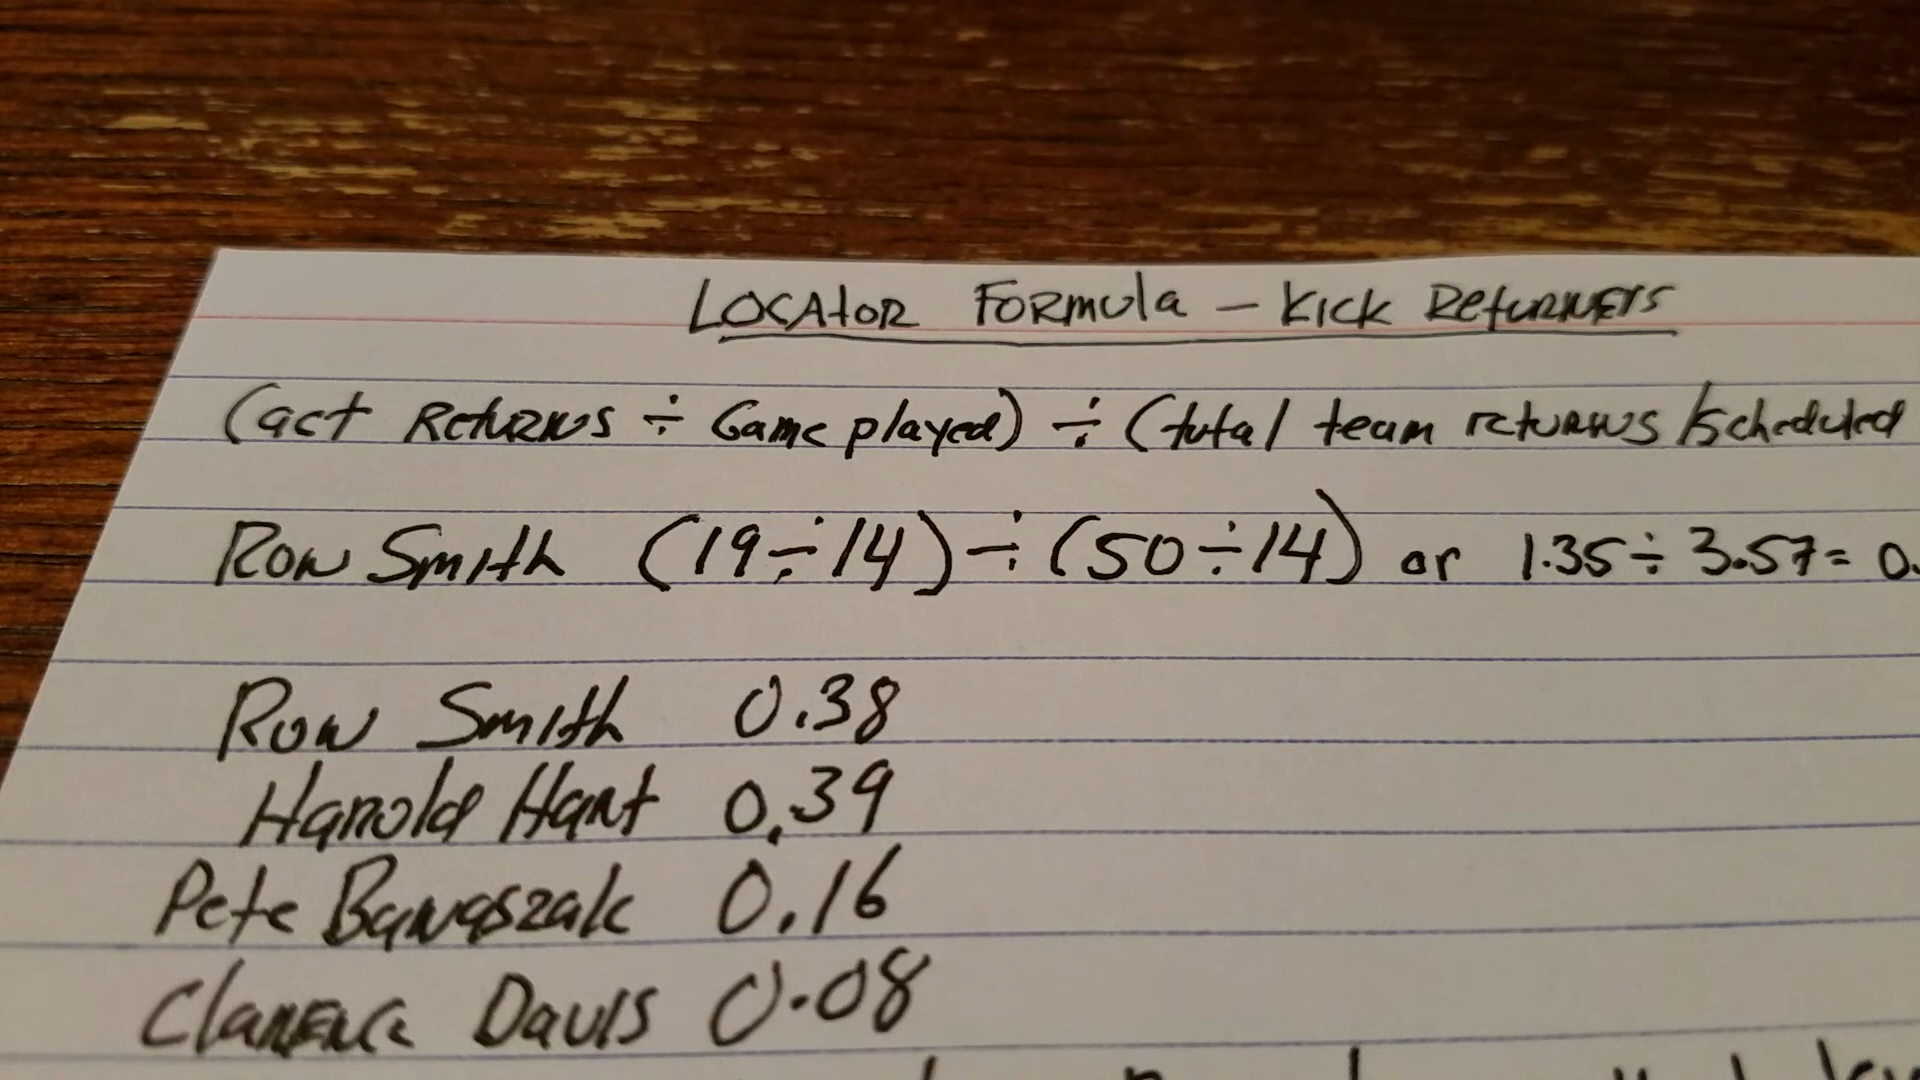 LOCAtOR FORMula - KICK RETURNERS
(act RETURNS ÷ Game played) ÷ (total team returns/scheduled
RON Smith (19÷14)÷(50÷14) or 1.35÷3.57= 0.
RON Smith 0.38
Harold Hart 0.39
Pete Banaszak 0.16
Clarence Davis 0.08